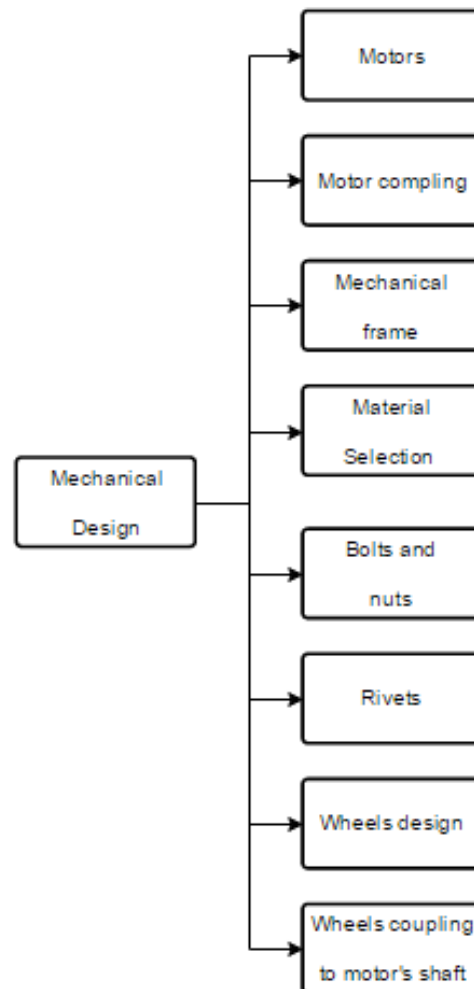 Motors
Motor compling
Mechanical
frame
Material
Selection
Mechanical
Design
Bolts and
nuts
Rivets
Wheels design
Wheels coupling
to motor's shaft